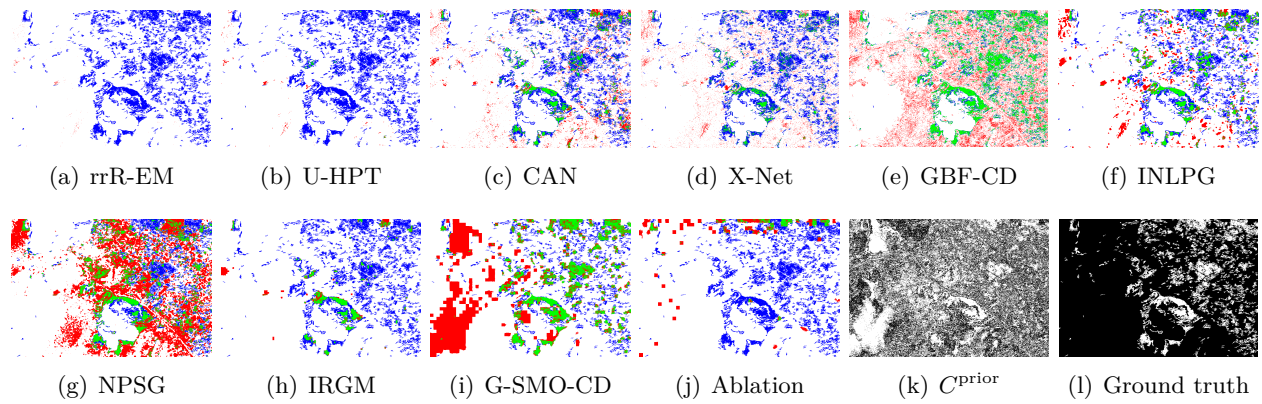 (a) rrR-EM (b) U-HPT (c) CAN (d) X-Net (e) GBF-CD (f) INLPG
(g) NPSG (h) IRGM (i) G-SMO-CD (j) Ablation (k) C^prior (l) Ground truth